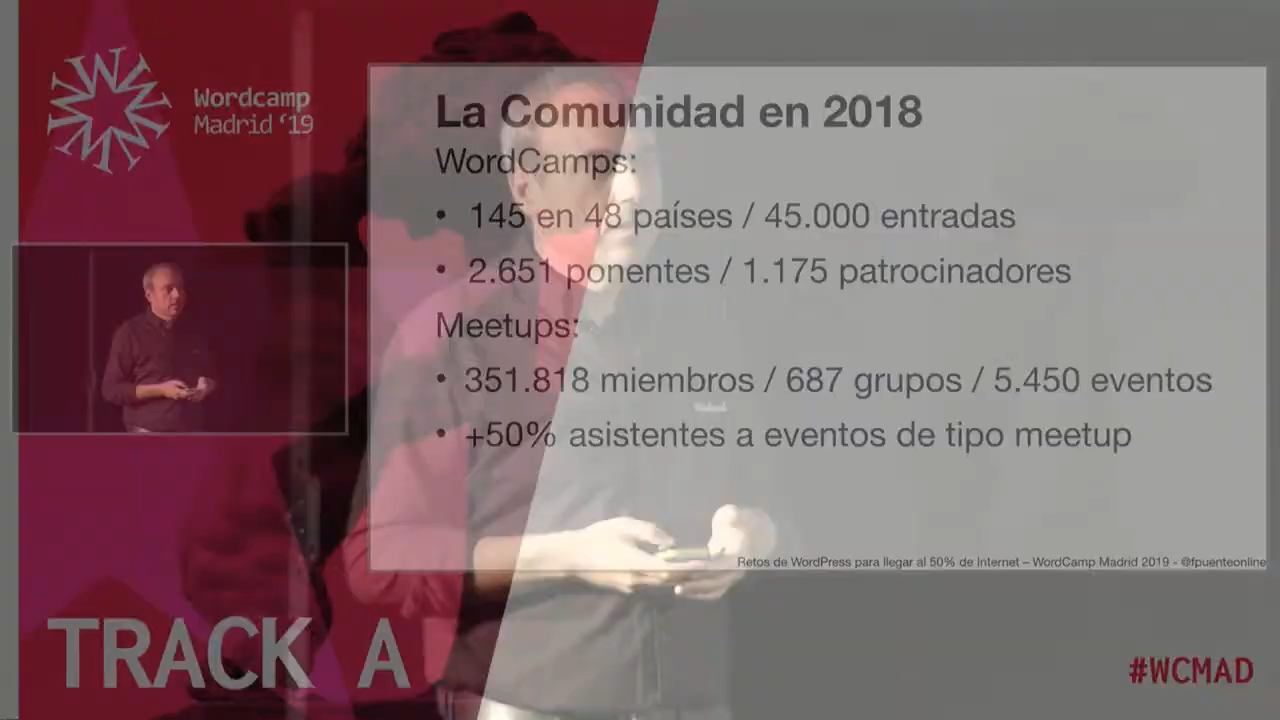 Wordcamp
Madrid '19
La Comunidad en 2018
WordCamps:
• 145 en 48 países / 45.000 entradas
• 2.651 ponentes / 1.175 patrocinadores
Meetups:
• 351.818 miembros / 687 grupos / 5.450 eventos
• +50% asistentes a eventos de tipo meetup
Retos de WordPress para llegar al 50% de Internet – WordCamp Madrid 2019 - @fpuenteonline
TRACK A
#WCMAD